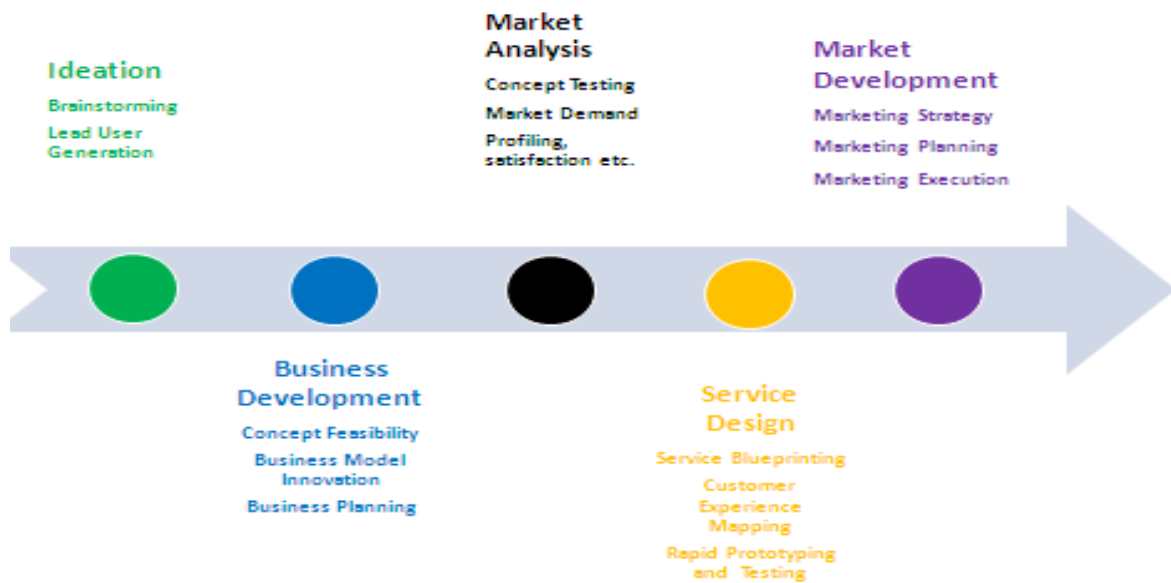 Ideation
Brainstorming
Lead User
Generation
Business
Development
Concept Feasibility
Business Model
Innovation
Business Planning
Market
Analysis
Concept Testing
Market Demand
Profiling,
satisfaction etc.
Service
Design
Service Blueprinting
Customer
Experience
Mapping
Rapid Prototyping
and Testing
Market
Development
Marketing Strategy
Marketing Planning
Marketing Execution